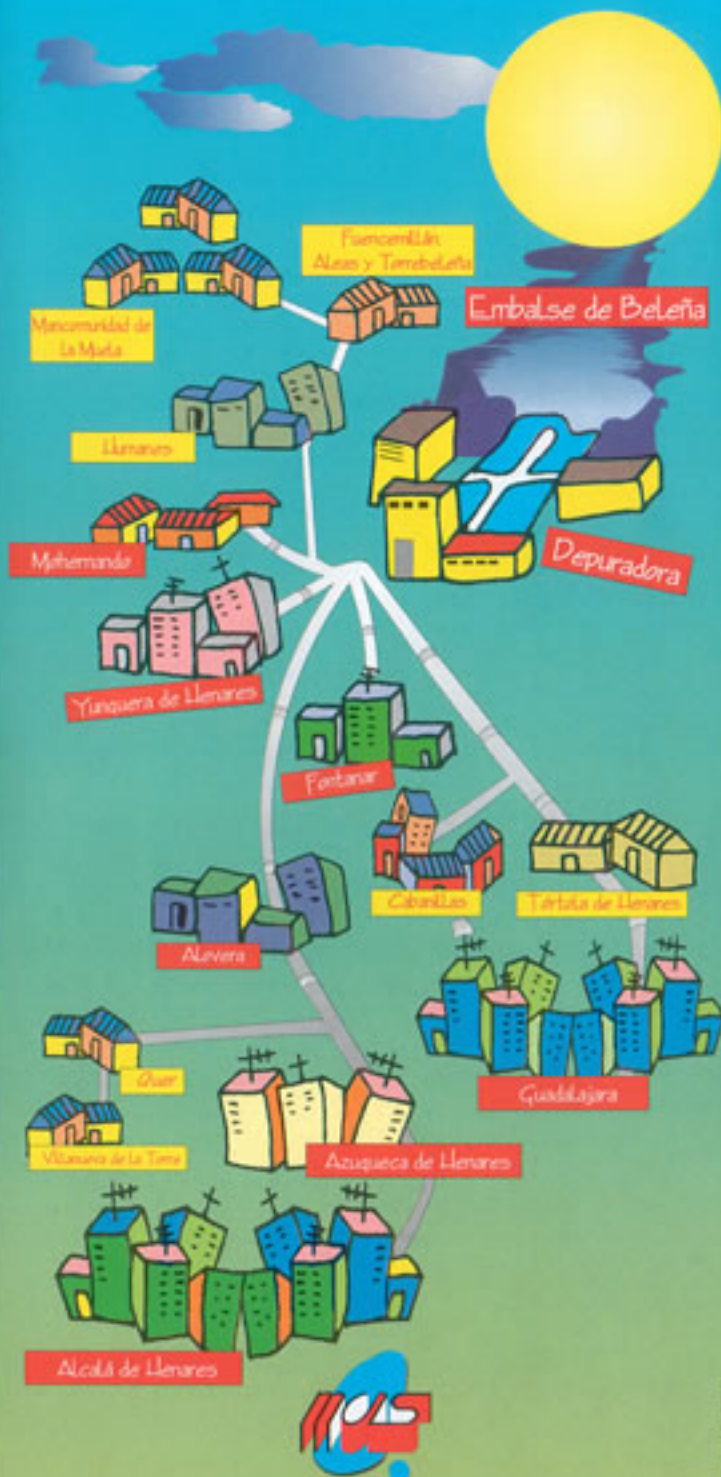 Fuencemillán
Aleas y Torrebeleña
Embalse de Beleña
Mancomunidad de
La Muela
Humanes
Mohernando
Depuradora
Yunquera de Henares
Fontanar
Cabanillas
Tórtola de Henares
Alovera
Quer
Guadalajara
Villanueva de la Torre
Azuqueca de Henares
Alcalá de Henares
MAS